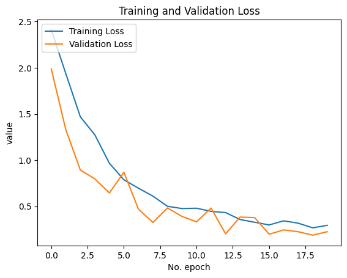 Training and Validation Loss
2.5
2.0
1.5
1.0
0.5
value
Training Loss
Validation Loss
0.0 2.5 5.0 7.5 10.0 12.5 15.0 17.5
No. epoch